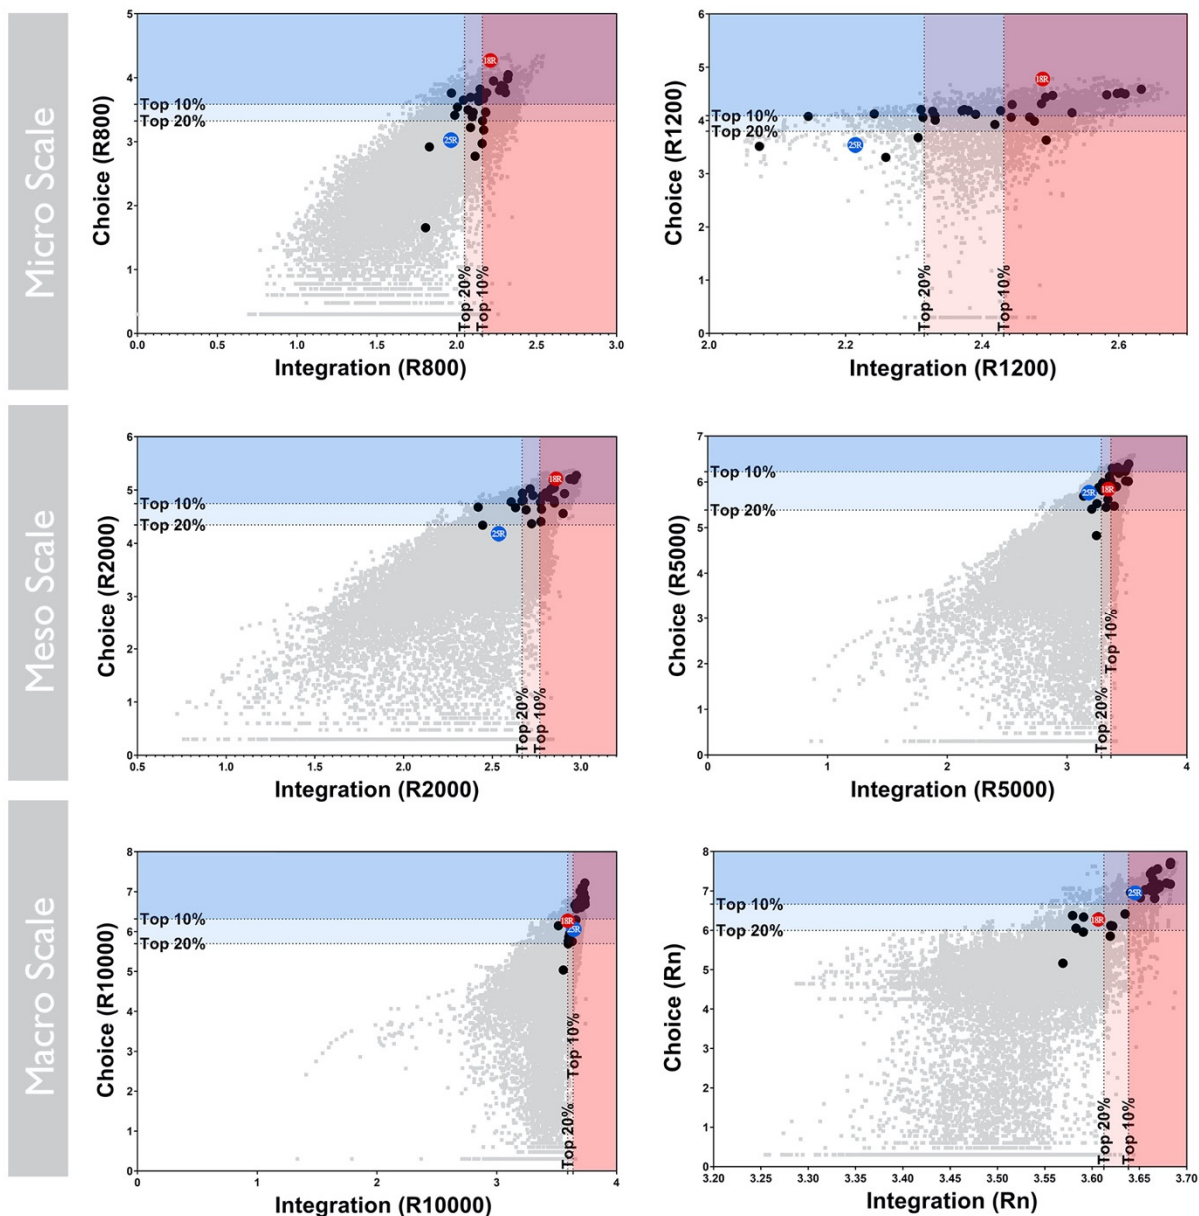 Micro Scale
5
4
3
2
1
0
Choice (R800)
Top 10%
Top 20%
18R
25R
Top 20%
Top 10%
0.0 0.5 1.0 1.5 2.0 2.5 3.0
Integration (R800)
6
5
4
3
2
1
0
Choice (R1200)
Top 10%
Top 20%
18R
25R
Top 20%
Top 10%
2.0 2.2 2.4 2.6
Integration (R1200)
Meso Scale
6
5
4
3
2
1
0
Choice (R2000)
Top 10%
Top 20%
18R
25R
Top 20%
Top 10%
0.5 1.0 1.5 2.0 2.5 3.0
Integration (R2000)
7
6
5
4
3
2
1
0
Choice (R5000)
Top 10%
Top 20%
25R
18R
Top 20%
Top 10%
0 1 2 3 4
Integration (R5000)
Macro Scale
8
7
6
5
4
3
2
1
0
Choice (R10000)
Top 10%
Top 20%
18R
25R
Top 20%
Top 10%
0 1 2 3 4
Integration (R10000)
8
7
6
5
4
3
2
1
0
Choice (Rn)
Top 10%
Top 20%
25R
18R
Top 20%
Top 10%
3.20 3.25 3.30 3.35 3.40 3.45 3.50 3.55 3.60 3.65 3.70
Integration (Rn)